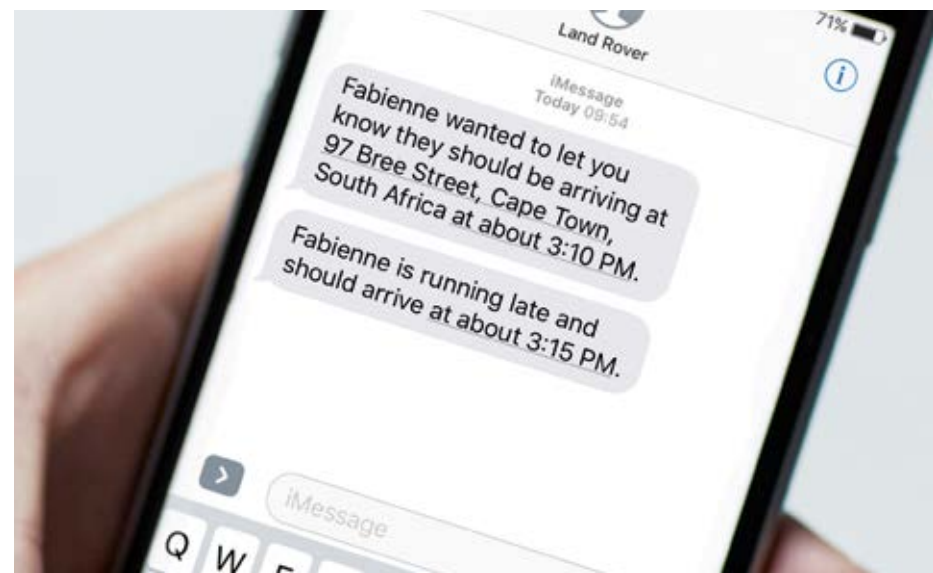 71%
Land Rover
iMessage
Today 09:54
Fabienne wanted to let you
know they should be arriving at
97 Bree Street, Cape Town,
South Africa at about 3:10 PM.
Fabienne is running late and
should arrive at about 3:15 PM.
iMessage
Q W